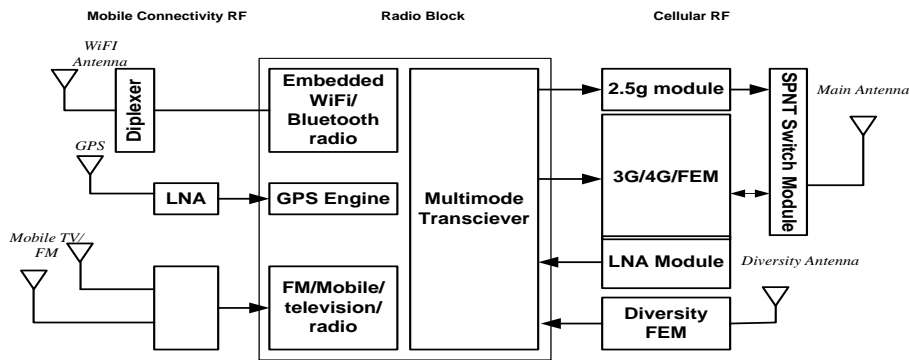 Mobile Connectivity RF
Radio Block
Cellular RF
WiFI
Antenna
Diplexer
Embedded
WiFi/
Bluetooth
radio
GPS
LNA
GPS Engine
Mobile TV/
FM
FM/Mobile/
television/
radio
Multimode
Transciever
2.5g module
3G/4G/FEM
LNA Module
Diversity
FEM
SPNT Switch Module
Main Antenna
Diversity Antenna